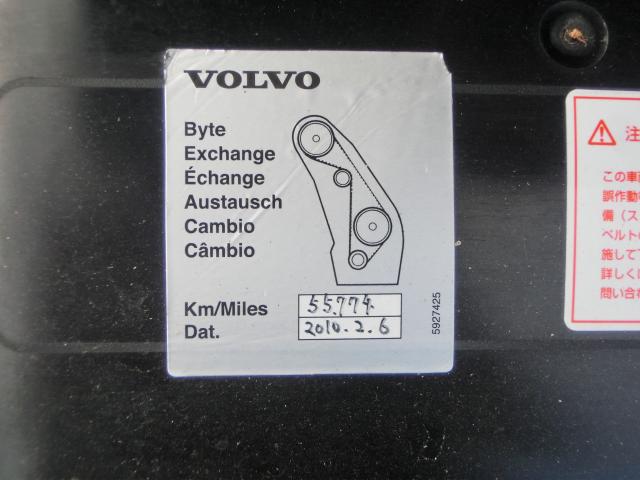 VOLVO
Byte
Exchange
Échange
Austausch
Cambio
Câmbio
Km/Miles 55.774.
Dat. 2010.2.6
5927425
注
この車
誤作動
備（ス
ベルトの
施して
詳しく
問い合